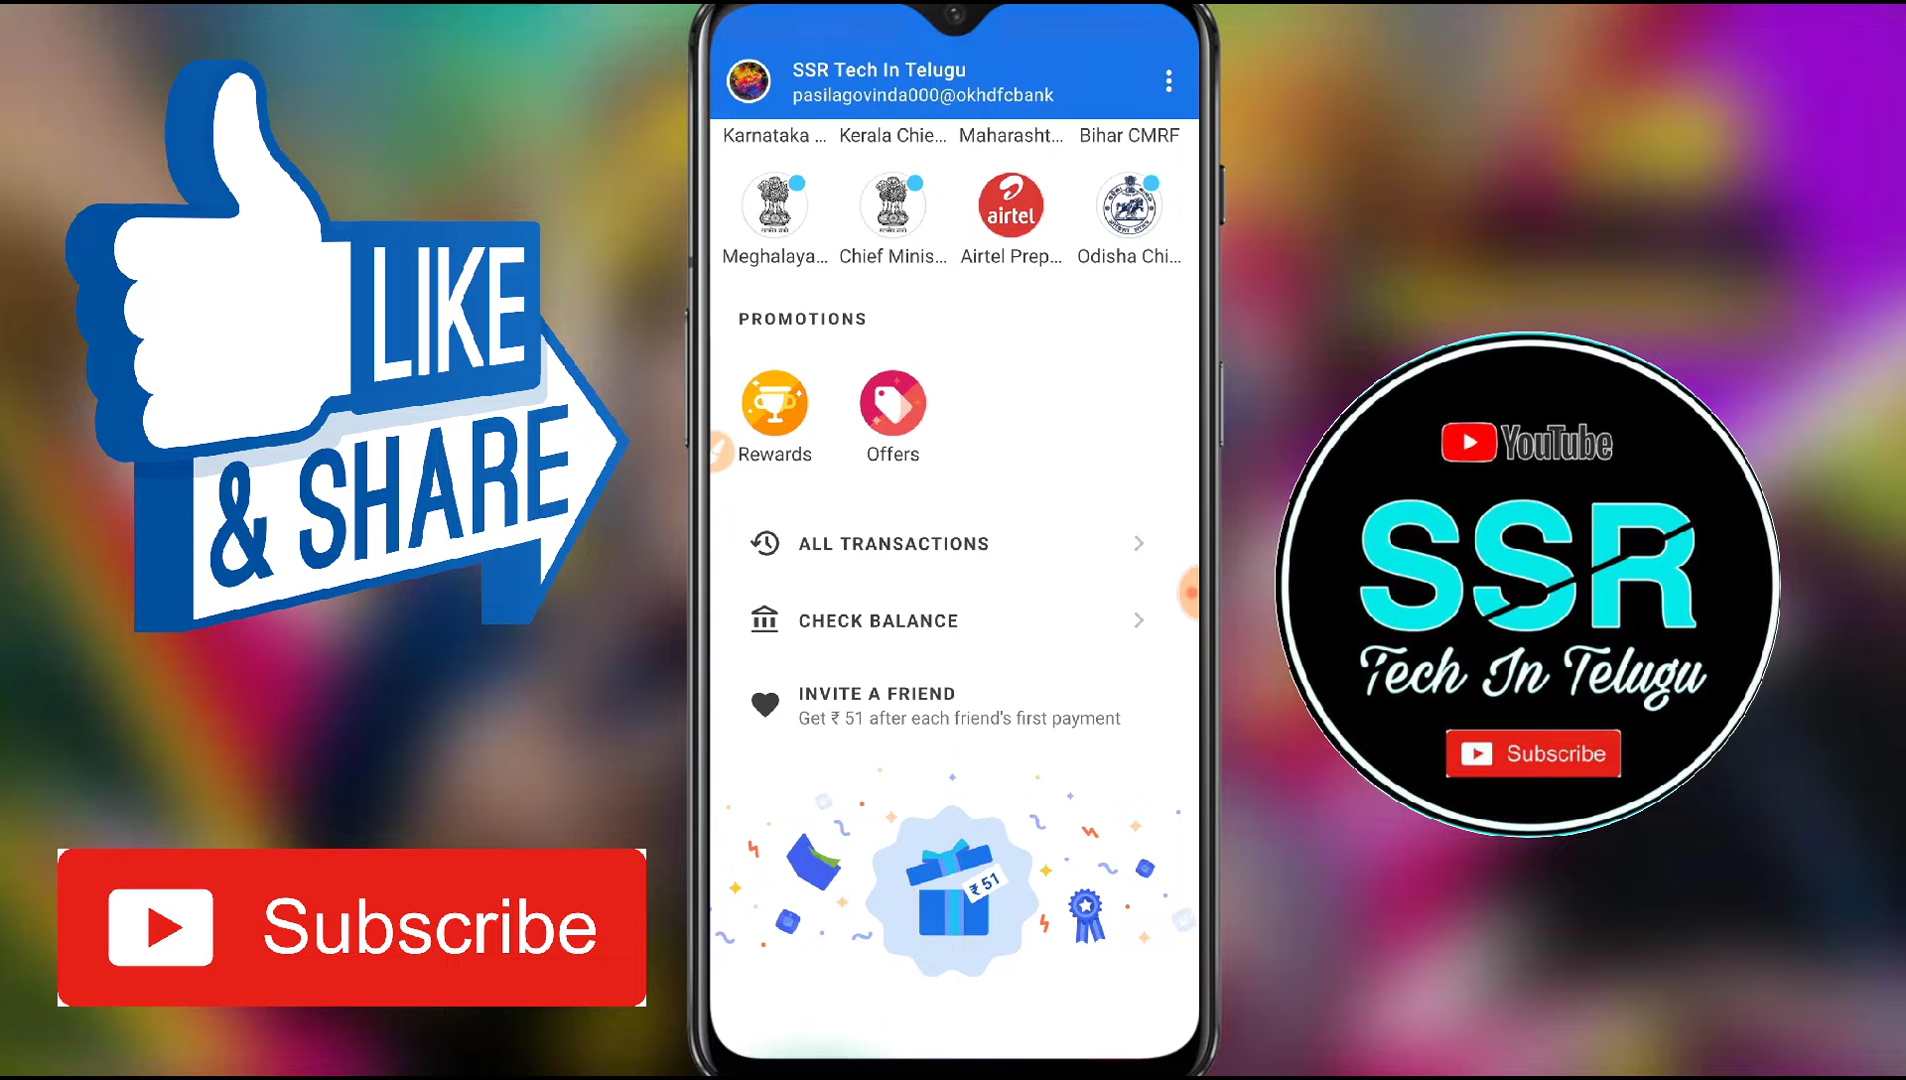 LIKE
& SHARE
Subscribe
SSR Tech In Telugu
pasilagovinda000@okhdfcbank
Karnataka ... Kerala Chie... Maharasht... Bihar CMRF
airtel
Meghalaya... Chief Minis... Airtel Prep... Odisha Chi...
PROMOTIONS
Rewards Offers
ALL TRANSACTIONS
CHECK BALANCE
INVITE A FRIEND
Get ₹ 51 after each friend's first payment
₹ 51
YouTube
SSR
Tech In Telugu
Subscribe